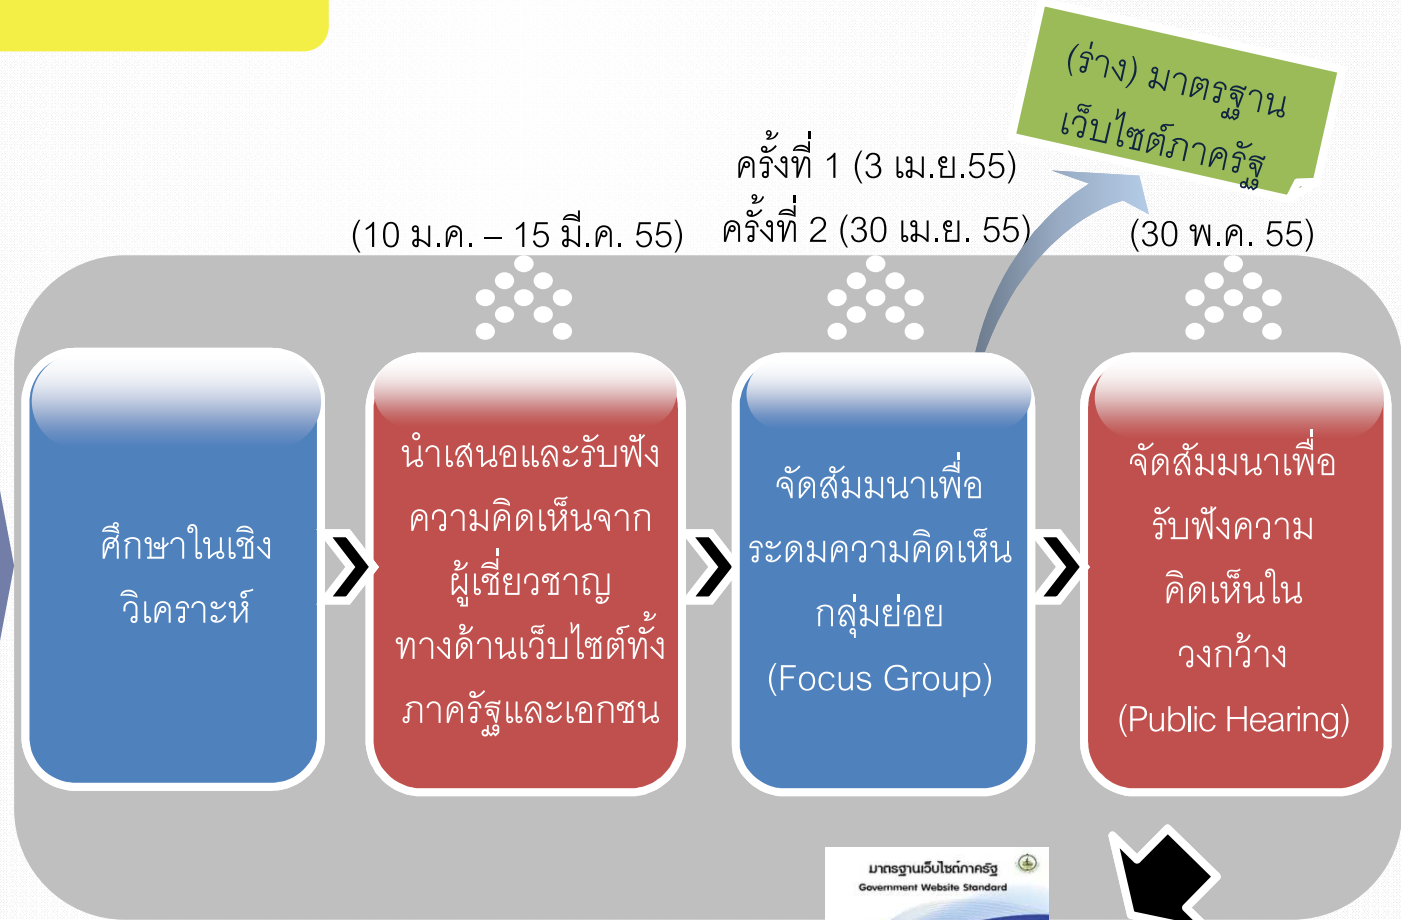 (ร่าง) มาตรฐาน
เว็บไซต์ภาครัฐ
ครั้งที่ 1 (3 เม.ย.55)
(10 ม.ค. – 15 มี.ค. 55)
ครั้งที่ 2 (30 เม.ย. 55)
(30 พ.ค. 55)
ศึกษาในเชิง
วิเคราะห์
นำเสนอและรับฟัง
ความคิดเห็นจาก
ผู้เชี่ยวชาญ
ทางด้านเว็บไซต์ทั้ง
ภาครัฐและเอกชน
จัดสัมมนาเพื่อ
ระดมความคิดเห็น
กลุ่มย่อย
(Focus Group)
จัดสัมมนาเพื่อ
รับฟังความ
คิดเห็นใน
วงกว้าง
(Public Hearing)
มาตรฐานเว็บไซต์ภาครัฐ
Government Website Standard